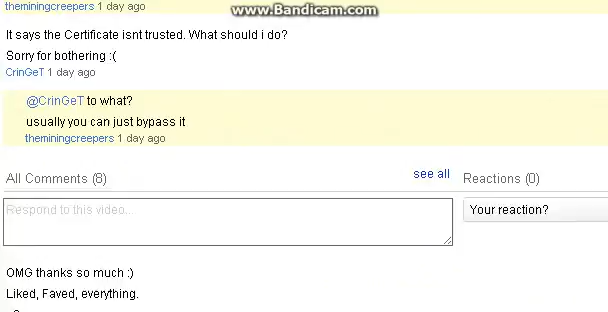 www.Bandicam.com
theminingcreepers 1 day ago
It says the Certificate isnt trusted. What should i do?
Sorry for bothering :(
CrinGeT 1 day ago
@CrinGeT to what?
usually you can just bypass it
theminingcreepers 1 day ago
All Comments (8)
see all
Reactions (0)
Respond to this video...
Your reaction?
OMG thanks so much :)
Liked, Faved, everything.